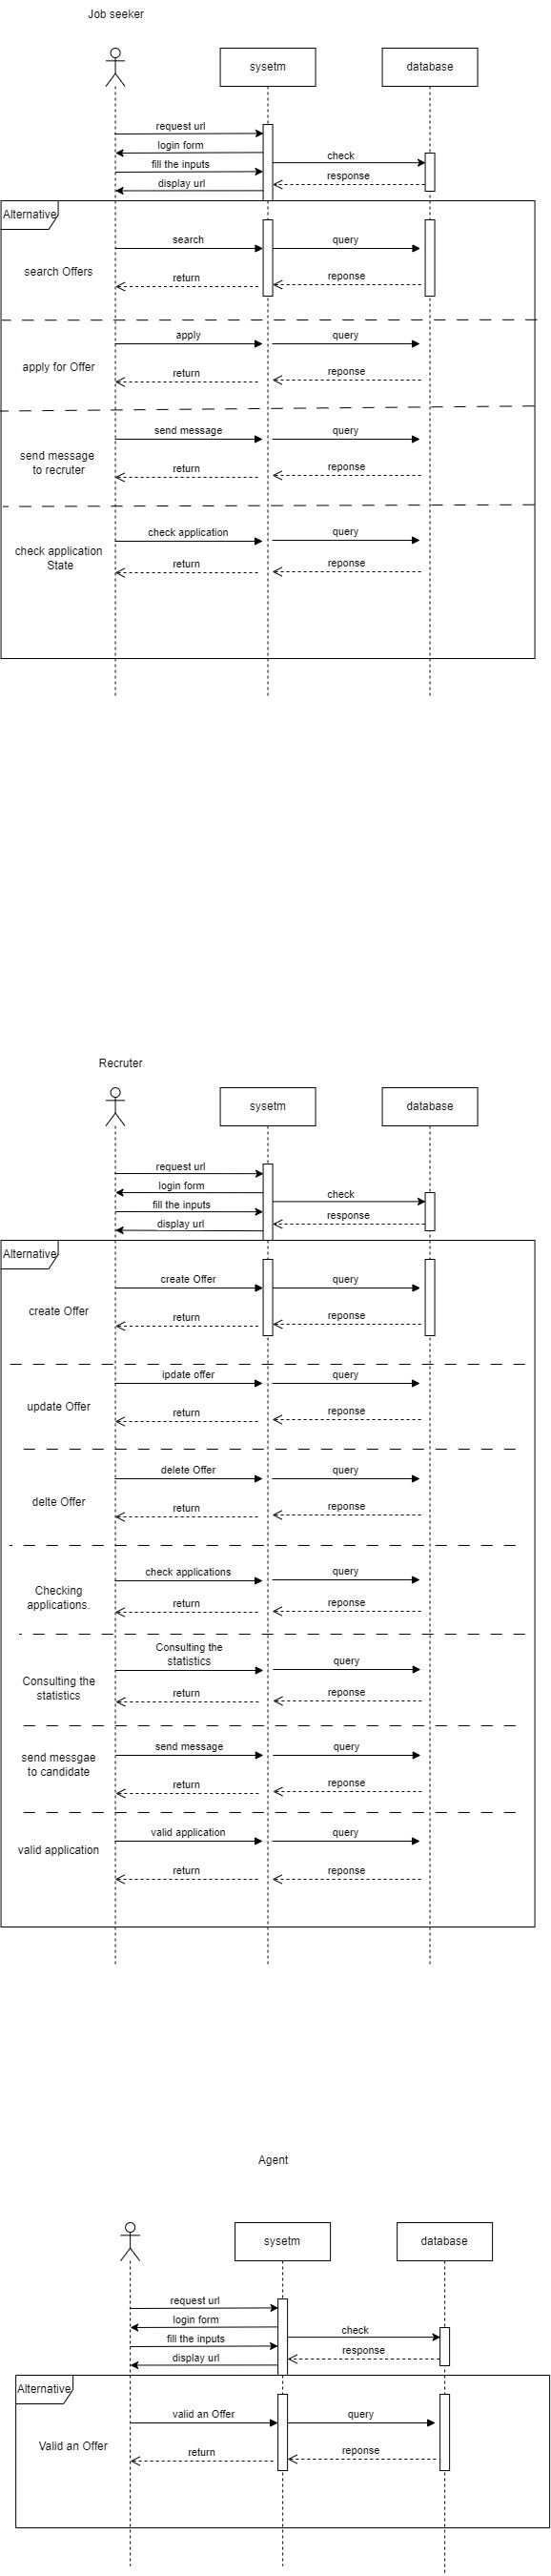 Job seeker
sysetm
database
request url
login form
check
fill the inputs
response
display url
Alternative
search
query
search Offers
return
reponse
apply
query
apply for Offer
return
reponse
send message
query
send message
to recruter
return
reponse
check application
query
check application
State
return
reponse
Recruter
sysetm
database
request url
login form
check
fill the inputs
response
display url
Alternative
create Offer
query
create Offer
return
reponse
ipdate offer
query
update Offer
return
reponse
delete Offer
query
delte Offer
return
reponse
check applications
query
Checking
applications.
return
reponse
Consulting the
statistics
query
Consulting the
statistics
return
reponse
send message
query
send messgae
to candidate
return
reponse
valid application
query
valid application
return
reponse
Agent
sysetm
database
request url
login form
check
fill the inputs
response
display url
Alternative
valid an Offer
query
Valid an Offer
return
reponse